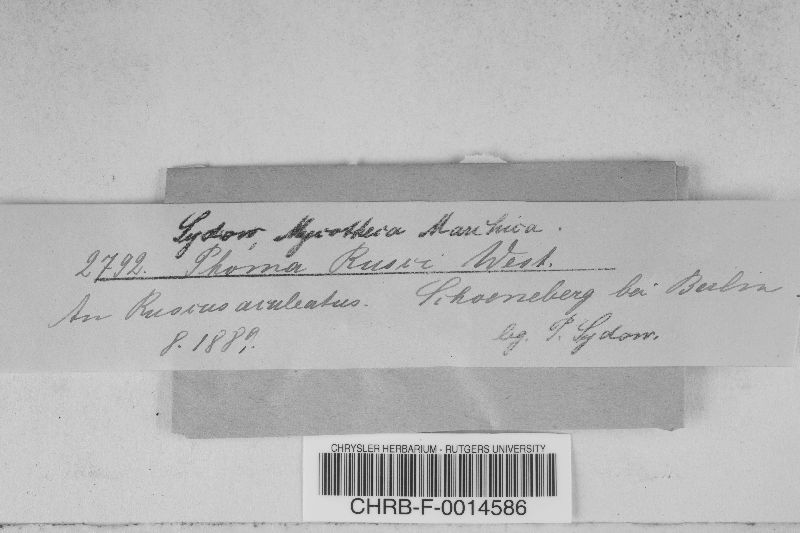 Sydow, Mycotheca Marchica.
2792. Phoma Rusci West.
An Ruscus aculeatus. Schoeneberg bei Berlin
8. 1889. leg. P. Sydow.
CHRYSLER HERBARIUM - RUTGERS UNIVERSITY
CHRB-F-0014586